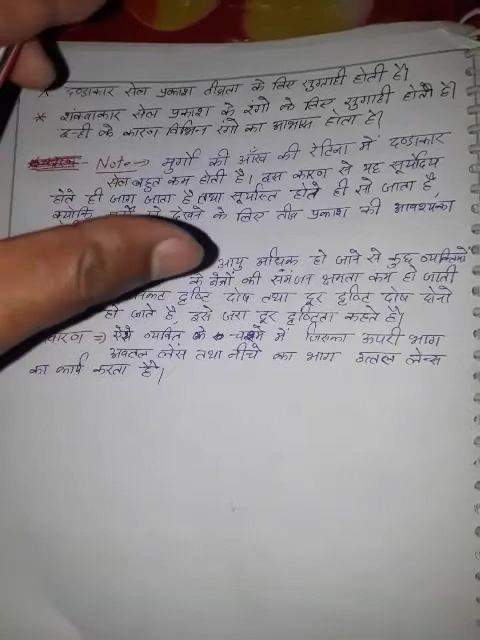 * दण्डाकार सेल प्रकाश तीव्रता के लिए सुग्राही होती है।
* शंक्वाकार सेल प्रकाश के रंगो के लिए सुग्राही होती है।
इन्ही के कारण विभिन्न रंगो का आभास होता है।
Note → मुर्गो की आँख की रेटिना में दण्डाकार
सेल बहुत कम होती है। इस कारण से यह सूर्योदय
होते ही जाग जाता है तथा सूर्यास्त होते ही सो जाता है
क्योकि देखने के लिए तीव्र प्रकाश की आवश्यकता
आयु अधिक हो जाने से कुछ व्यक्तियों
के नेत्रों की समंजन क्षमता कम हो जाती
निकट दृष्टि दोष तथा दूर दृष्टि दोष दोनो
हो जाते है, इसे जरा दूर दृष्टिता कहते है।
निवारण ⇒ ऐसे व्यक्ति के चश्मे में जिसका ऊपरी भाग
अवतल लेंस तथा नीचे का भाग उत्तल लेन्स
का कार्य करता है।